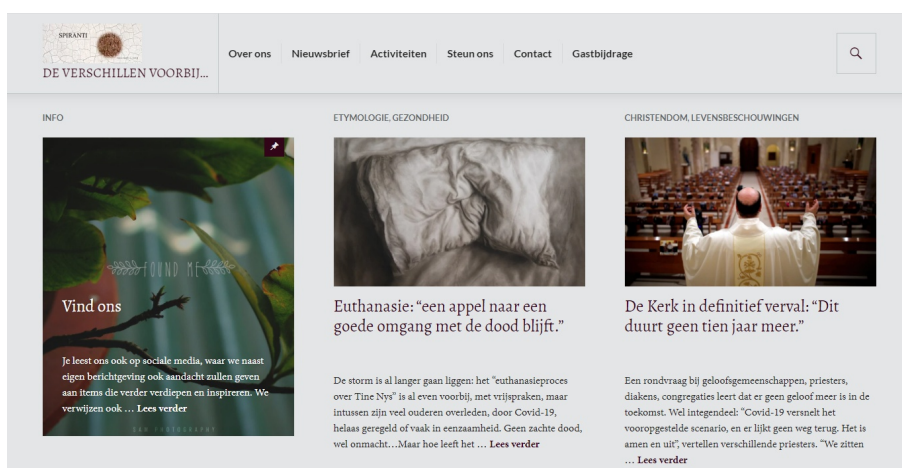 SPIRANTI
DE VERSCHILLEN VOORBIJ...
Over ons
Nieuwsbrief
Activiteiten
Steun ons
Contact
Gastbijdrage
INFO
FOUND ME
Vind ons
Je leest ons ook op sociale media, waar we naast
eigen berichtgeving ook aandacht zullen geven
aan items die verder verdiepen en inspireren. We
verwijzen ook … Lees verder
ETYMOLOGIE, GEZONDHEID
Euthanasie: “een appel naar een
goede omgang met de dood blijft.”
De storm is al langer gaan liggen: het “euthanasieproces
over Tine Nys” is al even voorbij, met vrijspraken, maar
intussen zijn veel ouderen overleden, door Covid-19,
helaas geregeld of vaak in eenzaamheid. Geen zachte dood,
wel onmacht…Maar hoe leeft het … Lees verder
CHRISTENDOM, LEVENSBESCHOUWINGEN
De Kerk in definitief verval: “Dit
duurt geen tien jaar meer.”
Een rondvraag bij geloofsgemeenschappen, priesters,
diakens, congregaties leert dat er geen geloof meer is in de
toekomst. Wel integendeel: “Covid-19 versnelt het
vooropgestelde scenario, en er lijkt geen weg terug. Het is
amen en uit”, vertellen verschillende priesters. “We zitten
… Lees verder